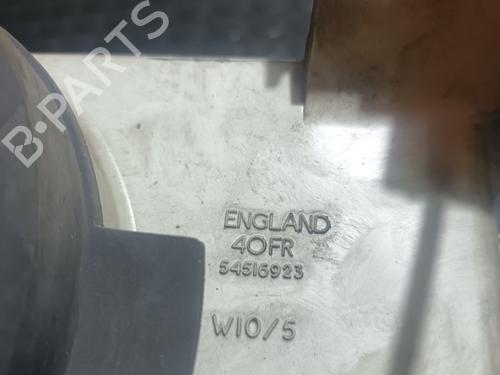 B-PARTS
ENGLAND
40FR
54516923
W10/5